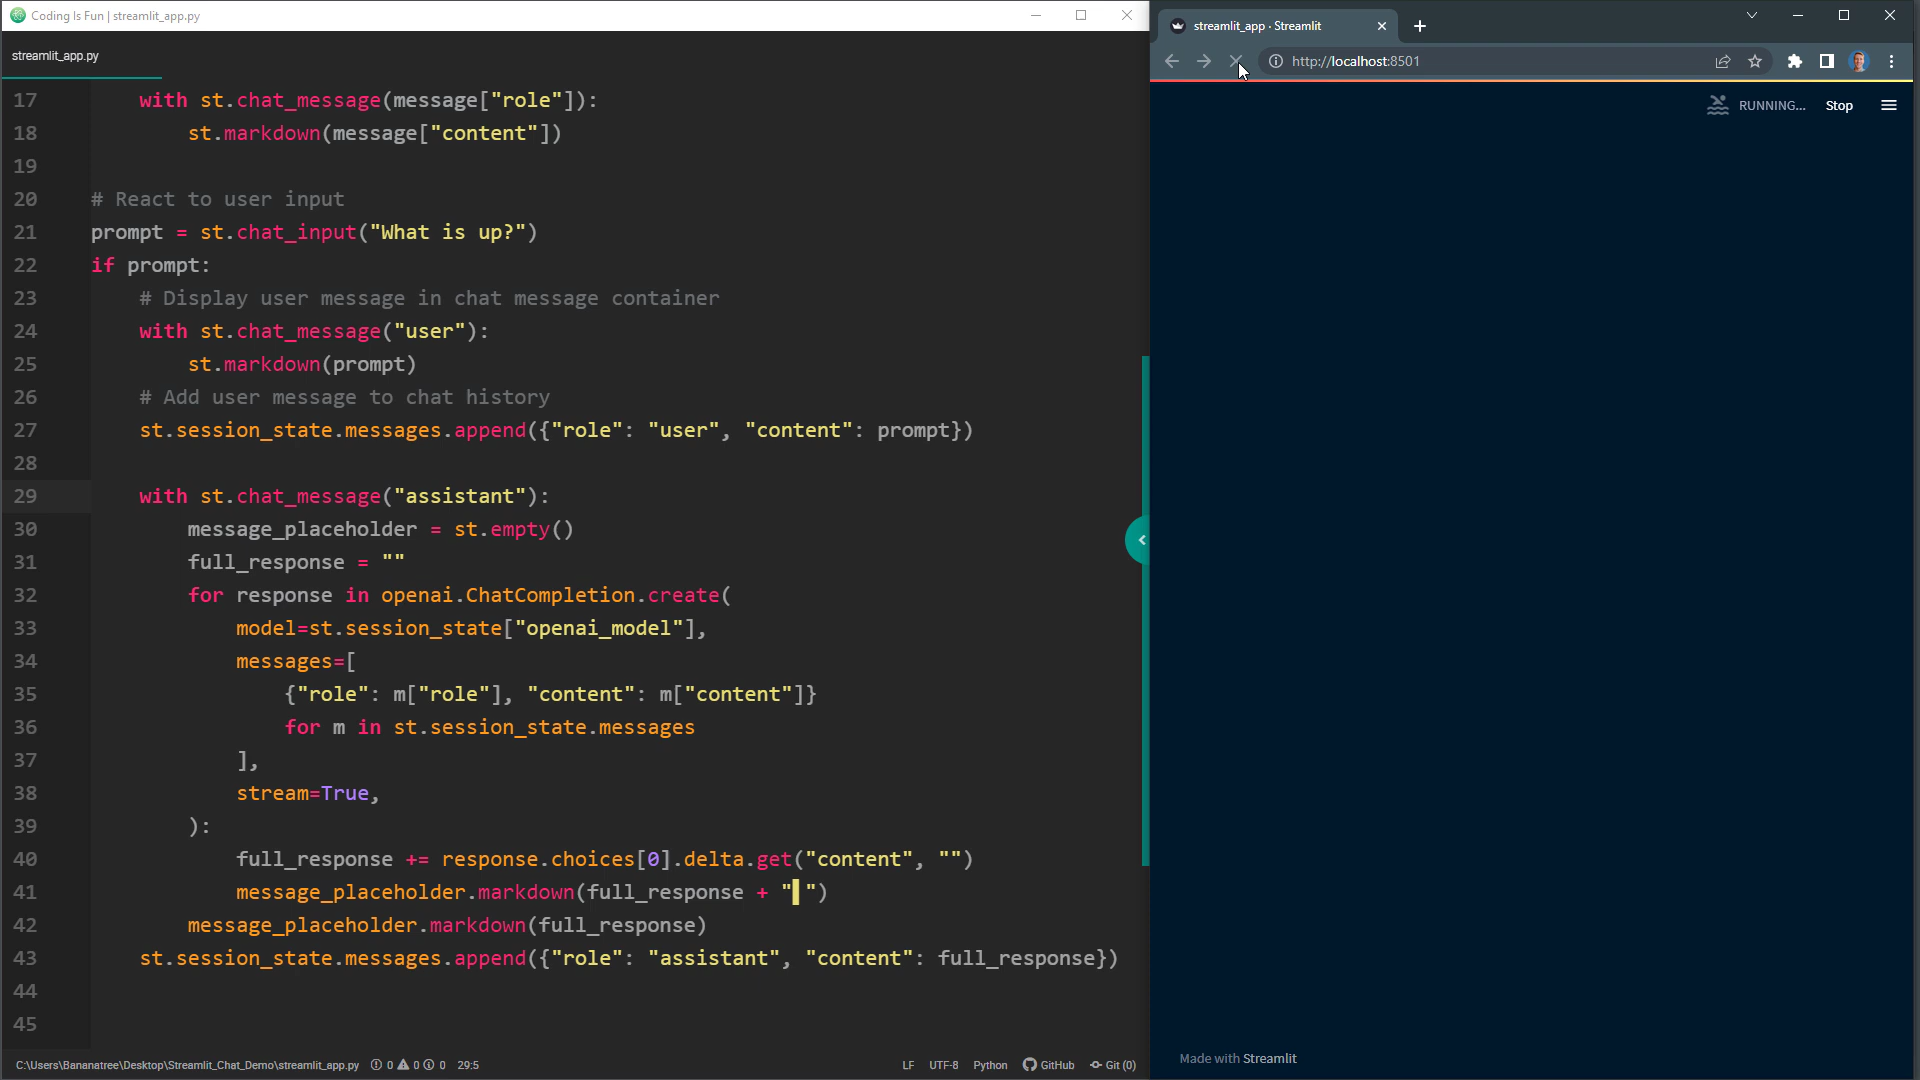 Coding Is Fun | streamlit_app.py
streamlit_app.py
17 with st.chat_message(message["role"]):
18 st.markdown(message["content"])
19
20 # React to user input
21 prompt = st.chat_input("What is up?")
22 if prompt:
23 # Display user message in chat message container
24 with st.chat_message("user"):
25 st.markdown(prompt)
26 # Add user message to chat history
27 st.session_state.messages.append({"role": "user", "content": prompt})
28
29 with st.chat_message("assistant"):
30 message_placeholder = st.empty()
31 full_response = ""
32 for response in openai.ChatCompletion.create(
33 model=st.session_state["openai_model"],
34 messages=[
35 {"role": m["role"], "content": m["content"]}
36 for m in st.session_state.messages
37 ],
38 stream=True,
39 ):
40 full_response += response.choices[0].delta.get("content", "")
41 message_placeholder.markdown(full_response + "▌")
42 message_placeholder.markdown(full_response)
43 st.session_state.messages.append({"role": "assistant", "content": full_response})
44
45
C:\Users\Bananatree\Desktop\Streamlit_Chat_Demo\streamlit_app.py 0 0 0 29:5
LF UTF-8 Python GitHub Git (0)
streamlit_app · Streamlit
http://localhost:8501
RUNNING... Stop
Made with Streamlit